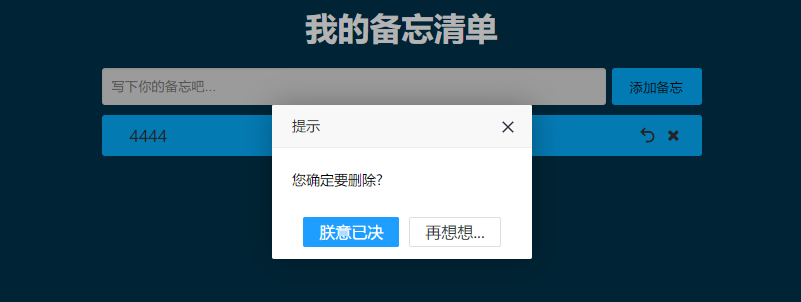 我的备忘清单
写下你的备忘吧...
添加备忘
4444
提示
您确定要删除?
朕意已决
再想想...